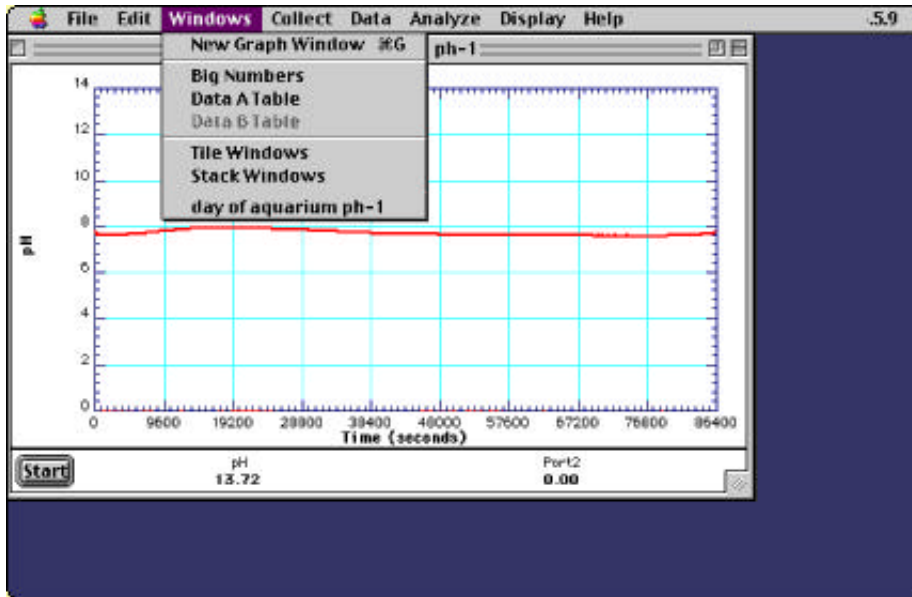 File Edit Windows Collect Data Analyze Display Help .5.9
New Graph Window ⌘G
ph-1
Big Numbers
Data A Table
Data B Table
Tile Windows
Stack Windows
day of aquarium ph-1
14
12
10
8
6
4
2
0
pH
0 9600 19200 28800 38400 48000 57600 67200 76800 86400
Time (seconds)
Start
pH Port2
13.72 0.00